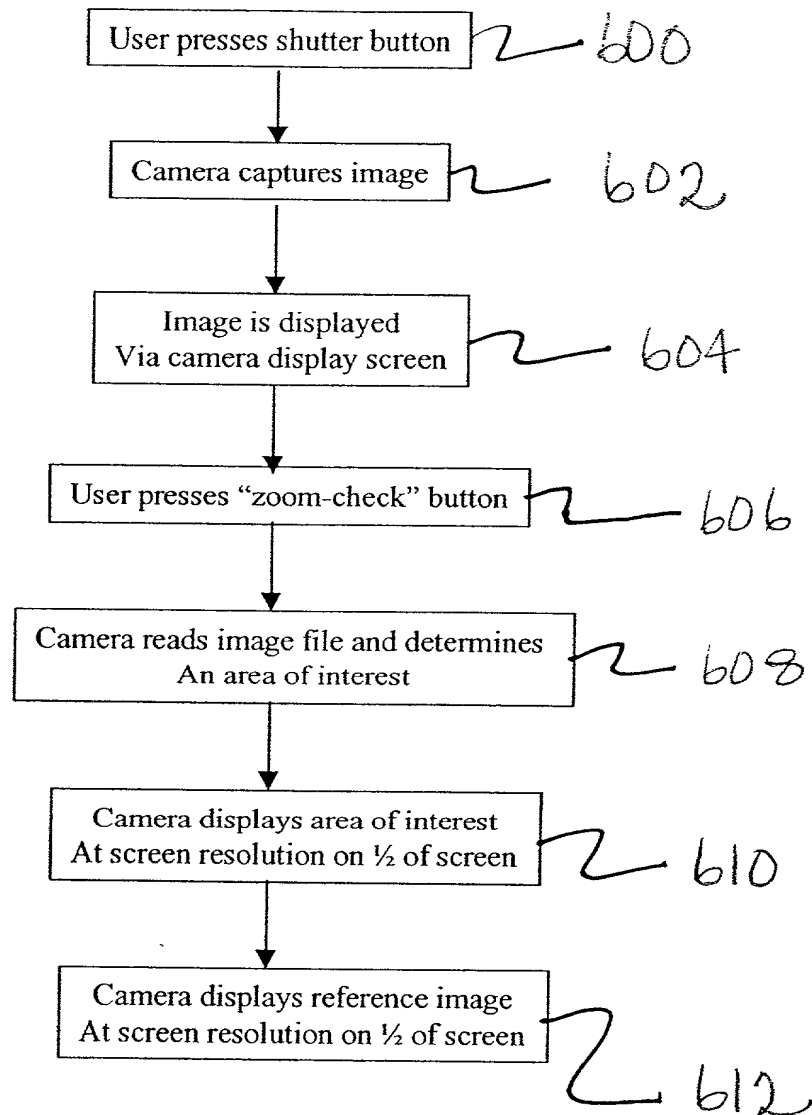 User presses shutter button 600
Camera captures image 602
Image is displayed
Via camera display screen 604
User presses “zoom-check” button 606
Camera reads image file and determines
An area of interest 608
Camera displays area of interest
At screen resolution on ½ of screen 610
Camera displays reference image
At screen resolution on ½ of screen 612